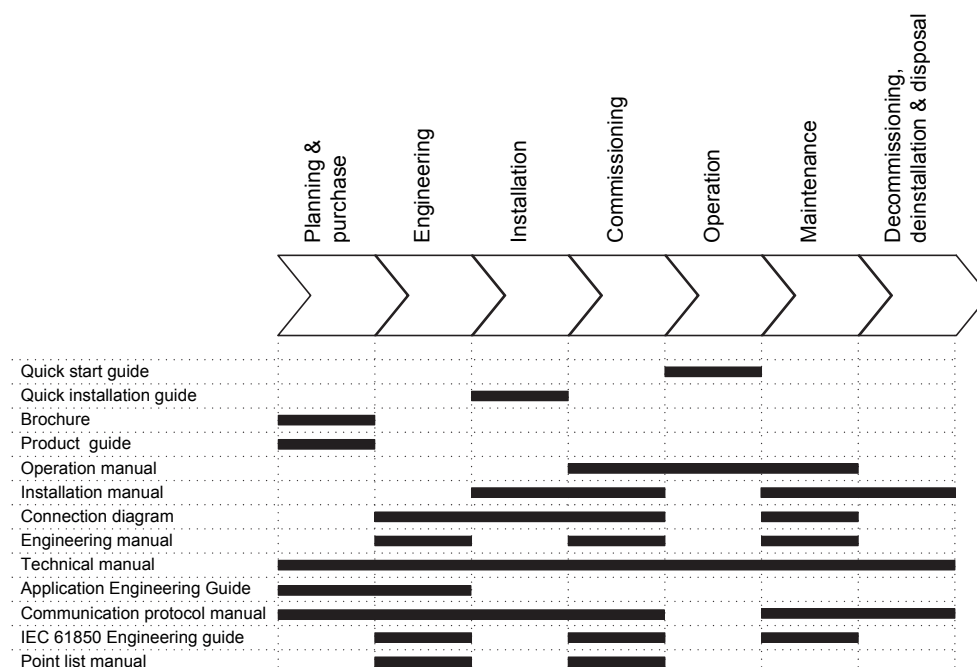 Planning &
purchase
Engineering
Installation
Commissioning
Operation
Maintenance
Decommissioning,
deinstallation & disposal
Quick start guide
Quick installation guide
Brochure
Product guide
Operation manual
Installation manual
Connection diagram
Engineering manual
Technical manual
Application Engineering Guide
Communication protocol manual
IEC 61850 Engineering guide
Point list manual